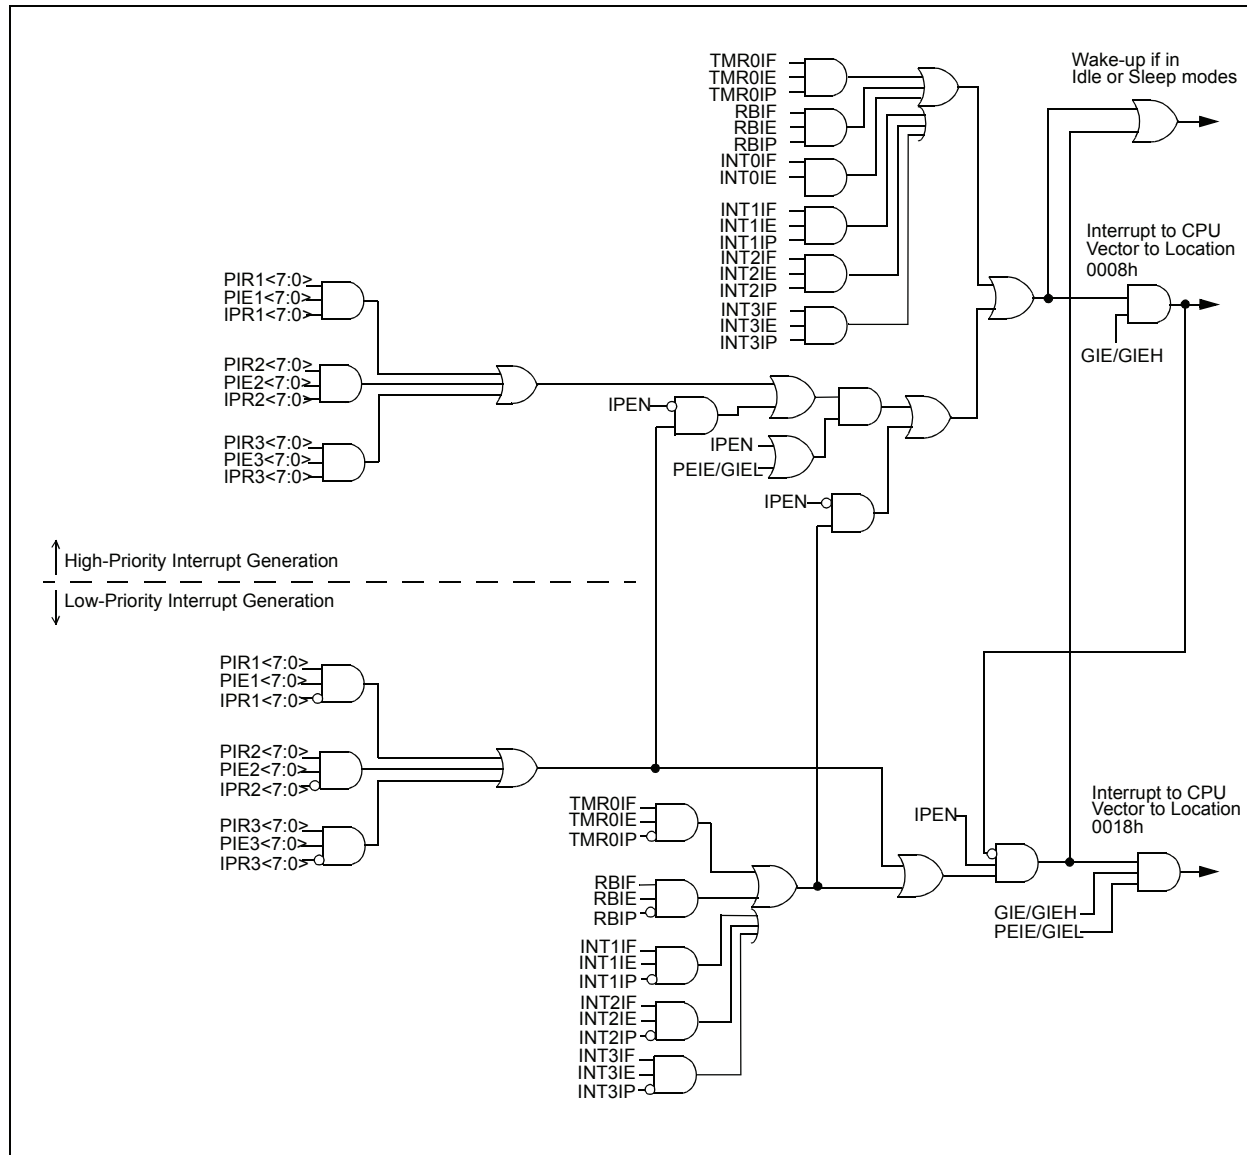 TMR0IF
TMR0IE
TMR0IP
RBIF
RBIE
RBIP
INT0IF
INT0IE
INT1IF
INT1IE
INT1IP
INT2IF
INT2IE
INT2IP
INT3IF
INT3IE
INT3IP
Wake-up if in
Idle or Sleep modes
Interrupt to CPU
Vector to Location
0008h
GIE/GIEH
PIR1<7:0>
PIE1<7:0>
IPR1<7:0>
PIR2<7:0>
PIE2<7:0>
IPR2<7:0>
PIR3<7:0>
PIE3<7:0>
IPR3<7:0>
IPEN
IPEN
PEIE/GIEL
IPEN
High-Priority Interrupt Generation
Low-Priority Interrupt Generation
PIR1<7:0>
PIE1<7:0>
IPR1<7:0>
PIR2<7:0>
PIE2<7:0>
IPR2<7:0>
PIR3<7:0>
PIE3<7:0>
IPR3<7:0>
TMR0IF
TMR0IE
TMR0IP
RBIF
RBIE
RBIP
INT1IF
INT1IE
INT1IP
INT2IF
INT2IE
INT2IP
INT3IF
INT3IE
INT3IP
IPEN
Interrupt to CPU
Vector to Location
0018h
GIE/GIEH
PEIE/GIEL